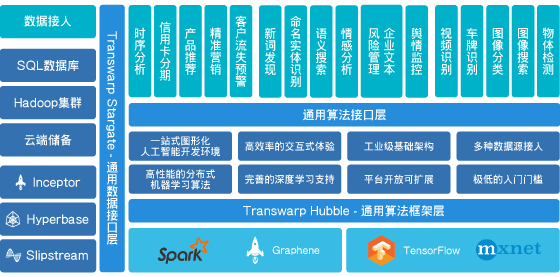 数据接人
SQL数据库
Hadoop集群
云端储备
Inceptor
Hyperbase
Slipstream
Transwarp Stargate - 通用数据接口层
时序分析
信用卡分期
产品推荐
精准营销
客户流失预警
新词发现
命名实体识别
语义搜索
情感分析
企业文本
风险管理
舆情监控
视频识别
车牌识别
图像分类
图像搜索
物体检测
通用算法接口层
一站式图形化
人工智能开发环境
高效率的交互式体验
工业级基础架构
多种数据源接人
高性能的分布式
机器学习算法
完善的深度学习支持
平台开放可扩展
极低的人门门槛
Transwarp Hubble - 通用算法框架层
Spark
Graphene
TensorFlow
mxnet